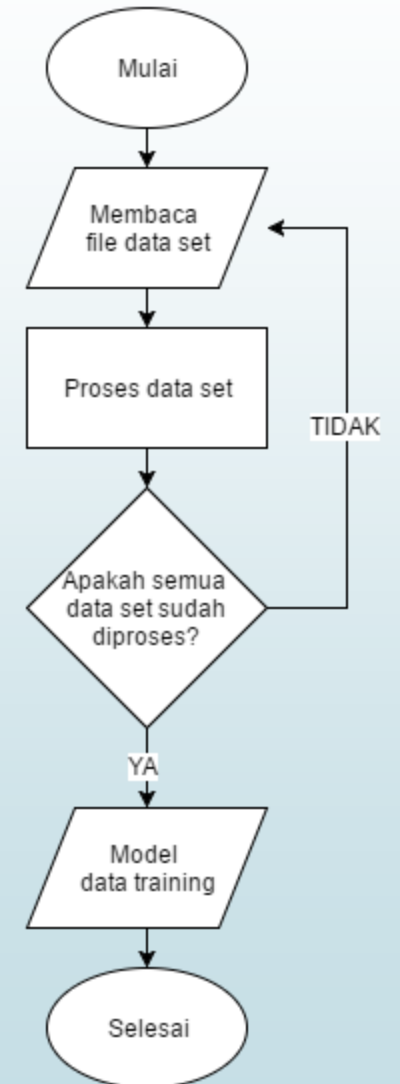 Mulai
Membaca
file data set
Proses data set
TIDAK
Apakah semua
data set sudah
diproses?
YA
Model
data training
Selesai